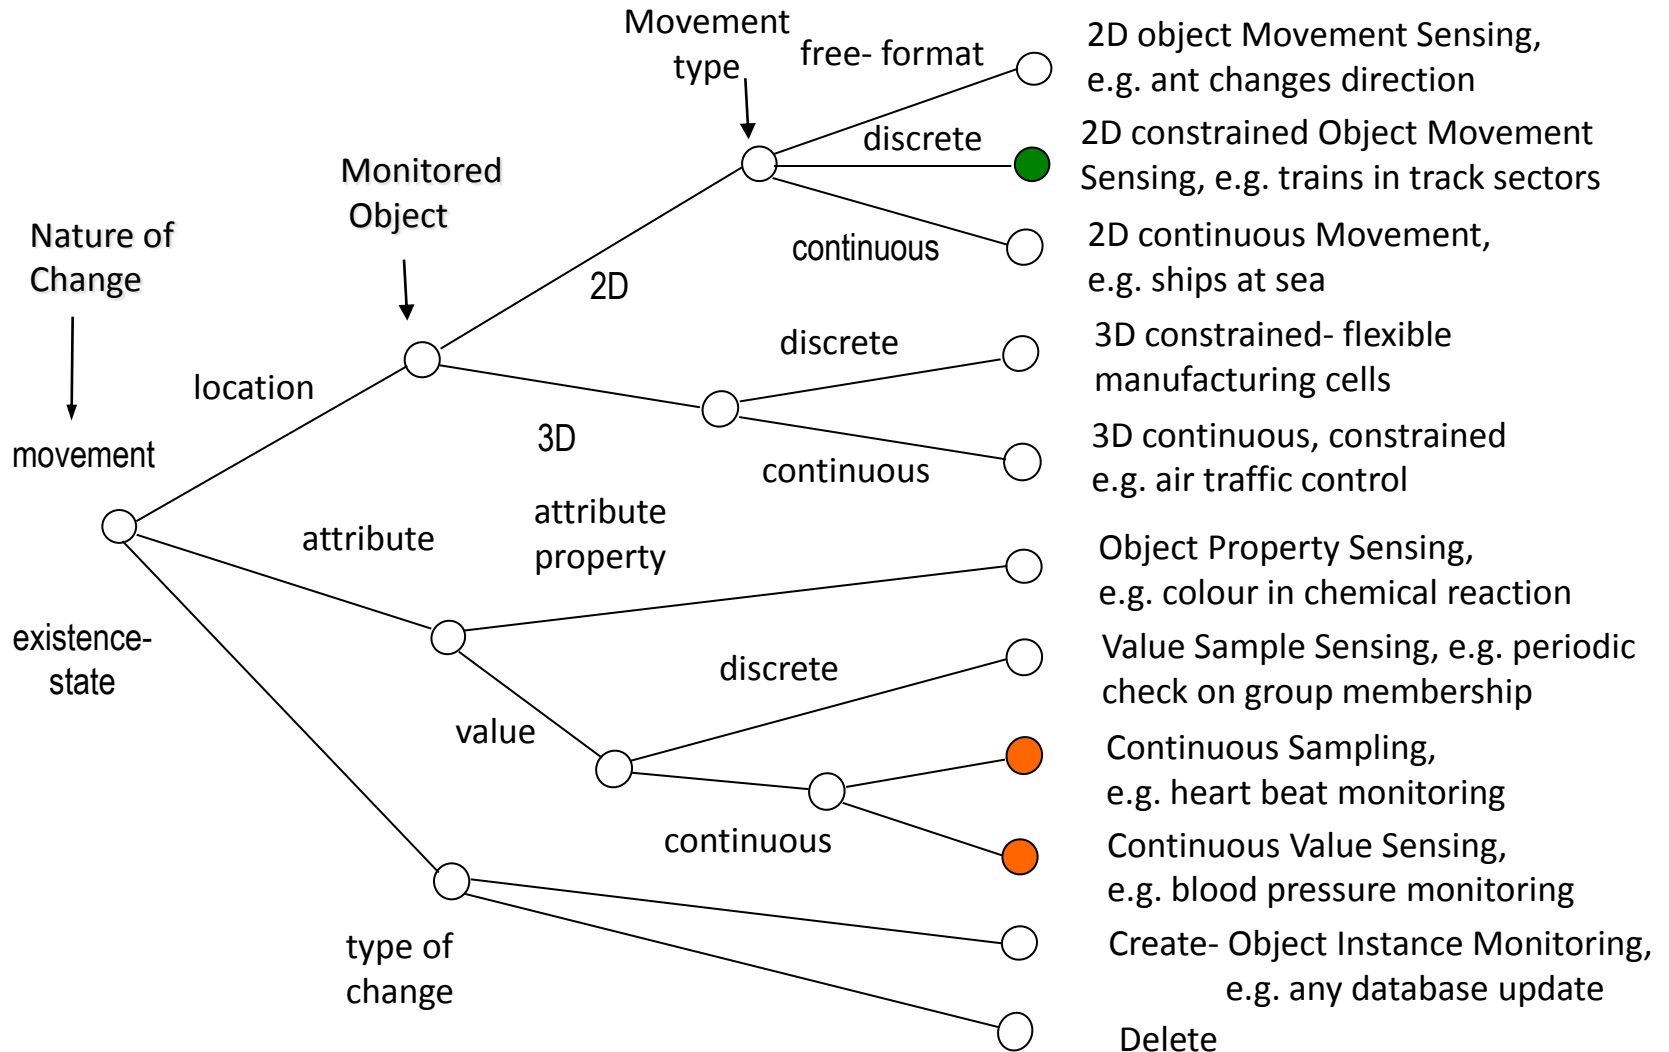 Movement
type
free- format
2D object Movement Sensing,
e.g. ant changes direction
discrete
2D constrained Object Movement
Sensing, e.g. trains in track sectors
Monitored
Object
Nature of
Change
continuous
2D continuous Movement,
e.g. ships at sea
2D
discrete
3D constrained- flexible
manufacturing cells
location
movement
3D
continuous
3D continuous, constrained
e.g. air traffic control
attribute
attribute
property
Object Property Sensing,
e.g. colour in chemical reaction
existence-
state
discrete
Value Sample Sensing, e.g. periodic
check on group membership
value
Continuous Sampling,
e.g. heart beat monitoring
continuous
Continuous Value Sensing,
e.g. blood pressure monitoring
type of
change
Create- Object Instance Monitoring,
e.g. any database update
Delete